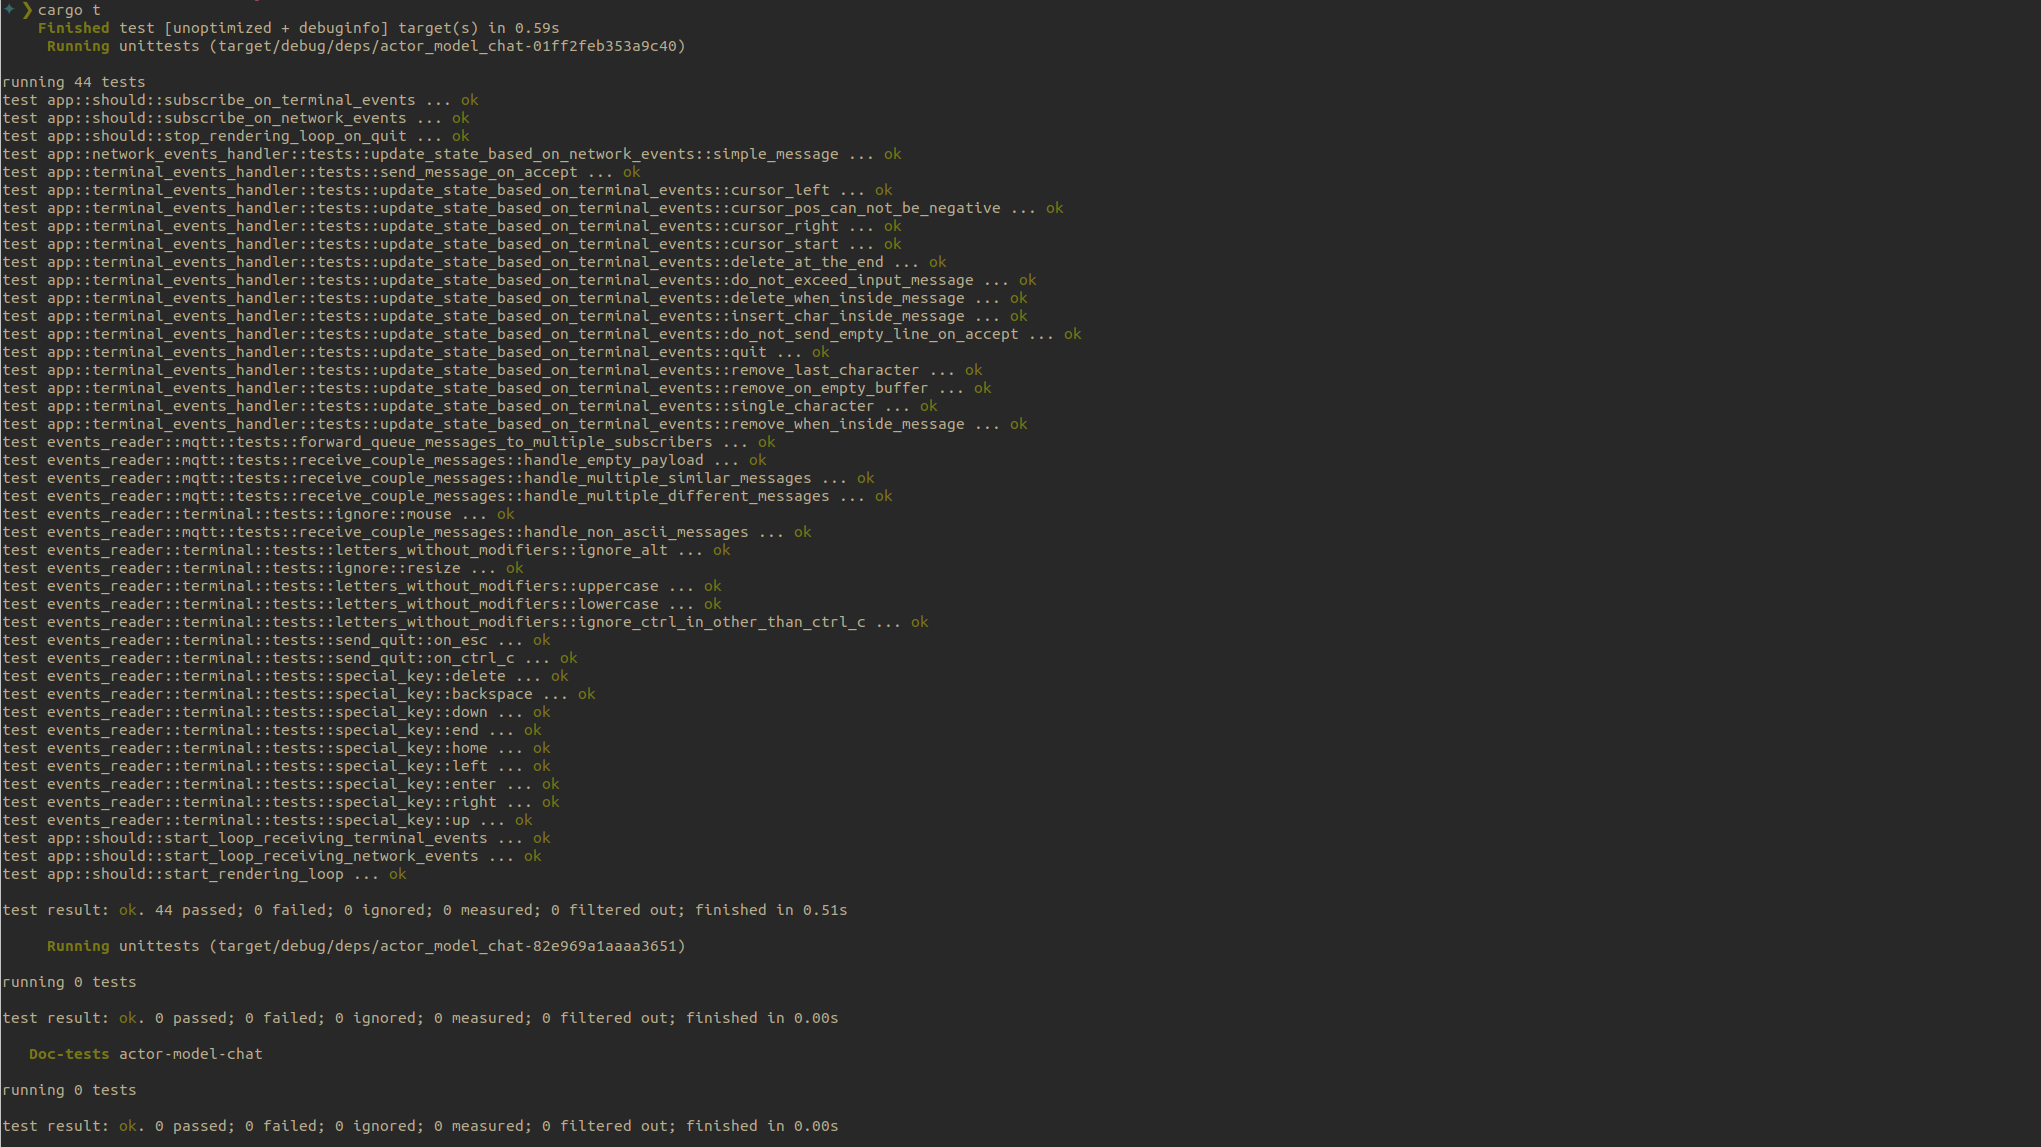 ✦ ❯ cargo t
Finished test [unoptimized + debuginfo] target(s) in 0.59s
Running unittests (target/debug/deps/actor_model_chat-01ff2feb353a9c40)
running 44 tests
test app::should::subscribe_on_terminal_events ... ok
test app::should::subscribe_on_network_events ... ok
test app::should::stop_rendering_loop_on_quit ... ok
test app::network_events_handler::tests::update_state_based_on_network_events::simple_message ... ok
test app::terminal_events_handler::tests::send_message_on_accept ... ok
test app::terminal_events_handler::tests::update_state_based_on_terminal_events::cursor_left ... ok
test app::terminal_events_handler::tests::update_state_based_on_terminal_events::cursor_pos_can_not_be_negative ... ok
test app::terminal_events_handler::tests::update_state_based_on_terminal_events::cursor_right ... ok
test app::terminal_events_handler::tests::update_state_based_on_terminal_events::cursor_start ... ok
test app::terminal_events_handler::tests::update_state_based_on_terminal_events::delete_at_the_end ... ok
test app::terminal_events_handler::tests::update_state_based_on_terminal_events::do_not_exceed_input_message ... ok
test app::terminal_events_handler::tests::update_state_based_on_terminal_events::delete_when_inside_message ... ok
test app::terminal_events_handler::tests::update_state_based_on_terminal_events::insert_char_inside_message ... ok
test app::terminal_events_handler::tests::update_state_based_on_terminal_events::do_not_send_empty_line_on_accept ... ok
test app::terminal_events_handler::tests::update_state_based_on_terminal_events::quit ... ok
test app::terminal_events_handler::tests::update_state_based_on_terminal_events::remove_last_character ... ok
test app::terminal_events_handler::tests::update_state_based_on_terminal_events::remove_on_empty_buffer ... ok
test app::terminal_events_handler::tests::update_state_based_on_terminal_events::single_character ... ok
test app::terminal_events_handler::tests::update_state_based_on_terminal_events::remove_when_inside_message ... ok
test events_reader::mqtt::tests::forward_queue_messages_to_multiple_subscribers ... ok
test events_reader::mqtt::tests::receive_couple_messages::handle_empty_payload ... ok
test events_reader::mqtt::tests::receive_couple_messages::handle_multiple_similar_messages ... ok
test events_reader::mqtt::tests::receive_couple_messages::handle_multiple_different_messages ... ok
test events_reader::terminal::tests::ignore::mouse ... ok
test events_reader::mqtt::tests::receive_couple_messages::handle_non_ascii_messages ... ok
test events_reader::terminal::tests::letters_without_modifiers::ignore_alt ... ok
test events_reader::terminal::tests::ignore::resize ... ok
test events_reader::terminal::tests::letters_without_modifiers::uppercase ... ok
test events_reader::terminal::tests::letters_without_modifiers::lowercase ... ok
test events_reader::terminal::tests::letters_without_modifiers::ignore_ctrl_in_other_than_ctrl_c ... ok
test events_reader::terminal::tests::send_quit::on_esc ... ok
test events_reader::terminal::tests::send_quit::on_ctrl_c ... ok
test events_reader::terminal::tests::special_key::delete ... ok
test events_reader::terminal::tests::special_key::backspace ... ok
test events_reader::terminal::tests::special_key::down ... ok
test events_reader::terminal::tests::special_key::end ... ok
test events_reader::terminal::tests::special_key::home ... ok
test events_reader::terminal::tests::special_key::left ... ok
test events_reader::terminal::tests::special_key::enter ... ok
test events_reader::terminal::tests::special_key::right ... ok
test events_reader::terminal::tests::special_key::up ... ok
test app::should::start_loop_receiving_terminal_events ... ok
test app::should::start_loop_receiving_network_events ... ok
test app::should::start_rendering_loop ... ok
test result: ok. 44 passed; 0 failed; 0 ignored; 0 measured; 0 filtered out; finished in 0.51s
Running unittests (target/debug/deps/actor_model_chat-82e969a1aaaa3651)
running 0 tests
test result: ok. 0 passed; 0 failed; 0 ignored; 0 measured; 0 filtered out; finished in 0.00s
Doc-tests actor-model-chat
running 0 tests
test result: ok. 0 passed; 0 failed; 0 ignored; 0 measured; 0 filtered out; finished in 0.00s